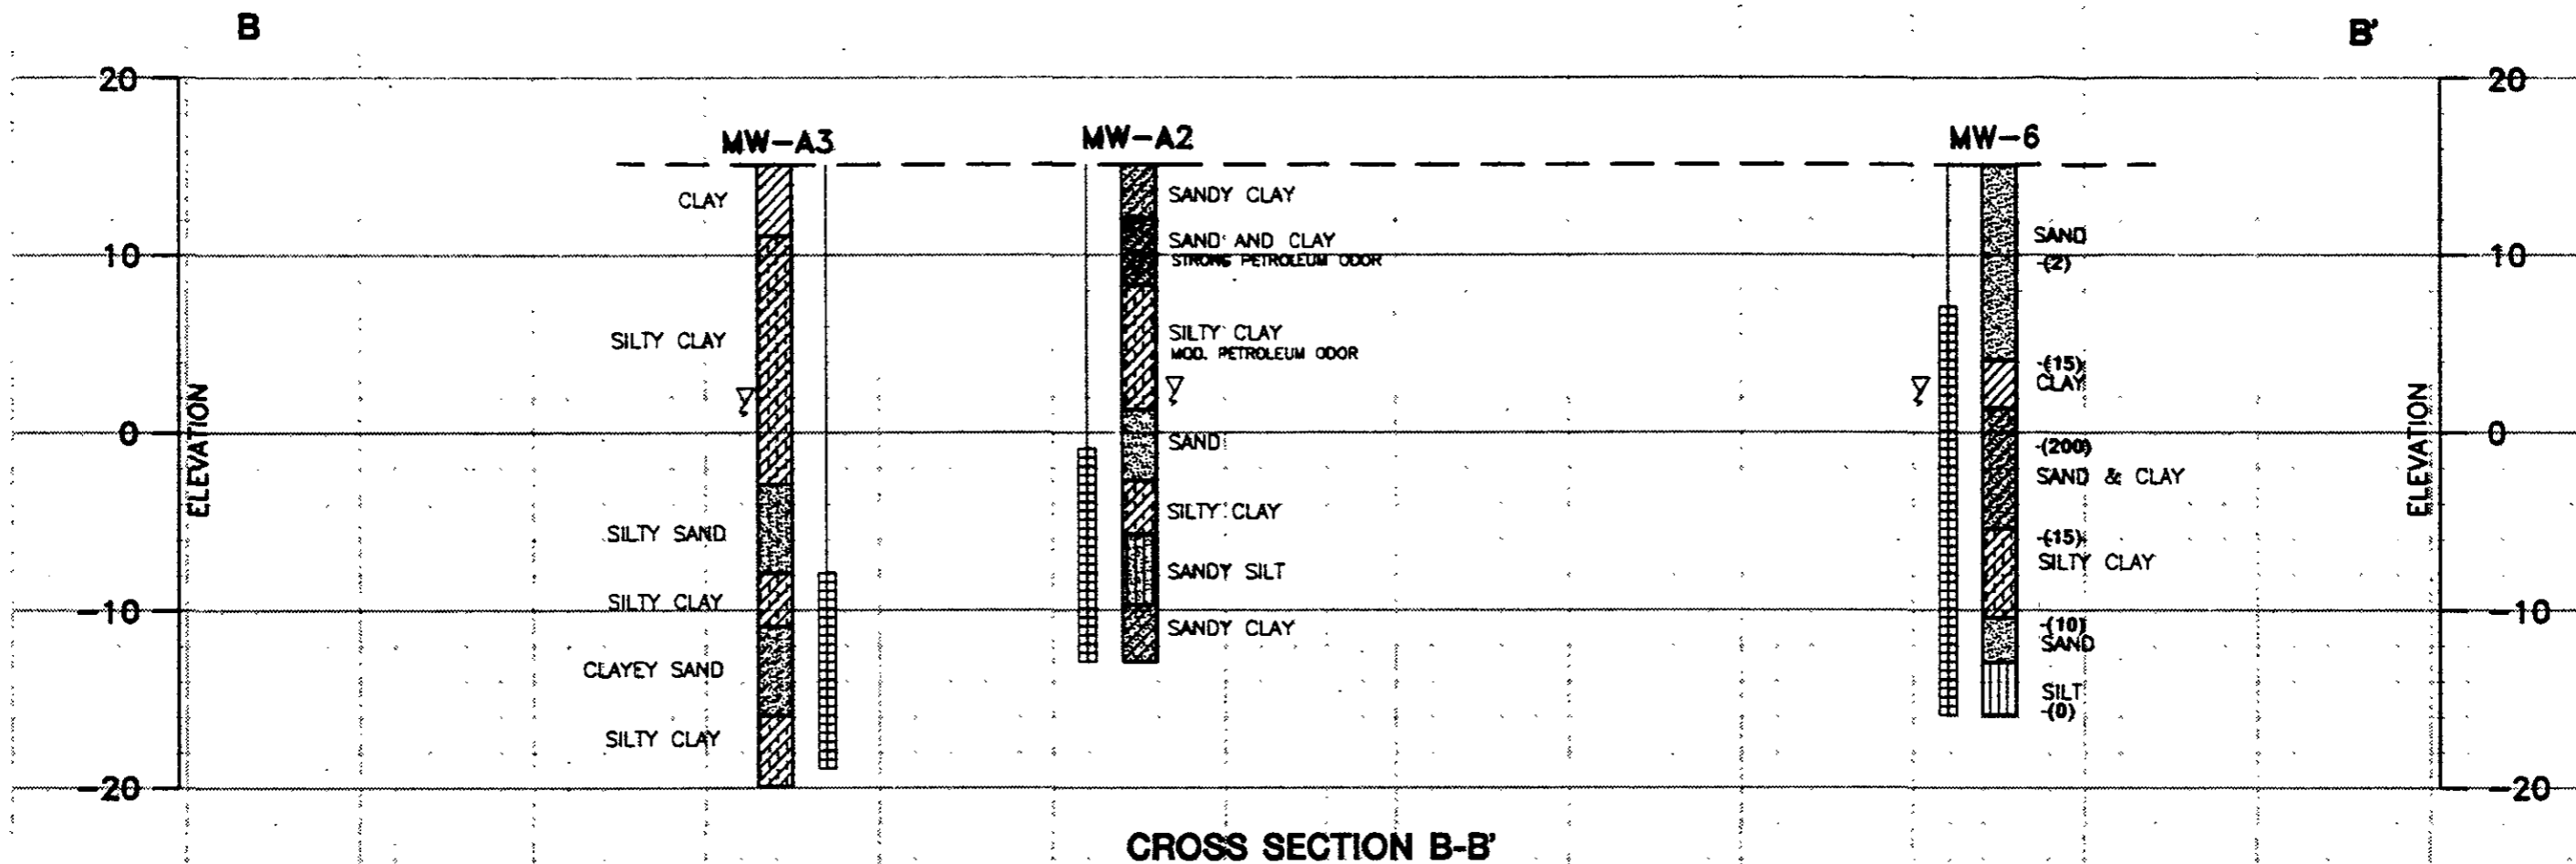 B
B'
20
20
MW-A3
MW-A2
MW-6
CLAY
SANDY CLAY
SAND AND CLAY
STRONG PETROLEUM ODOR
SAND
-(2)
10
10
SILTY CLAY
SILTY CLAY
MOD. PETROLEUM ODOR
-(15)
CLAY
ELEVATION
ELEVATION
0
0
SAND
-(200)
SAND & CLAY
SILTY SAND
SILTY CLAY
-(15)
SILTY CLAY
SANDY SILT
SILTY CLAY
-10
-10
SANDY CLAY
-(10)
SAND
CLAYEY SAND
SILT
-(0)
SILTY CLAY
-20
-20
CROSS SECTION B-B'